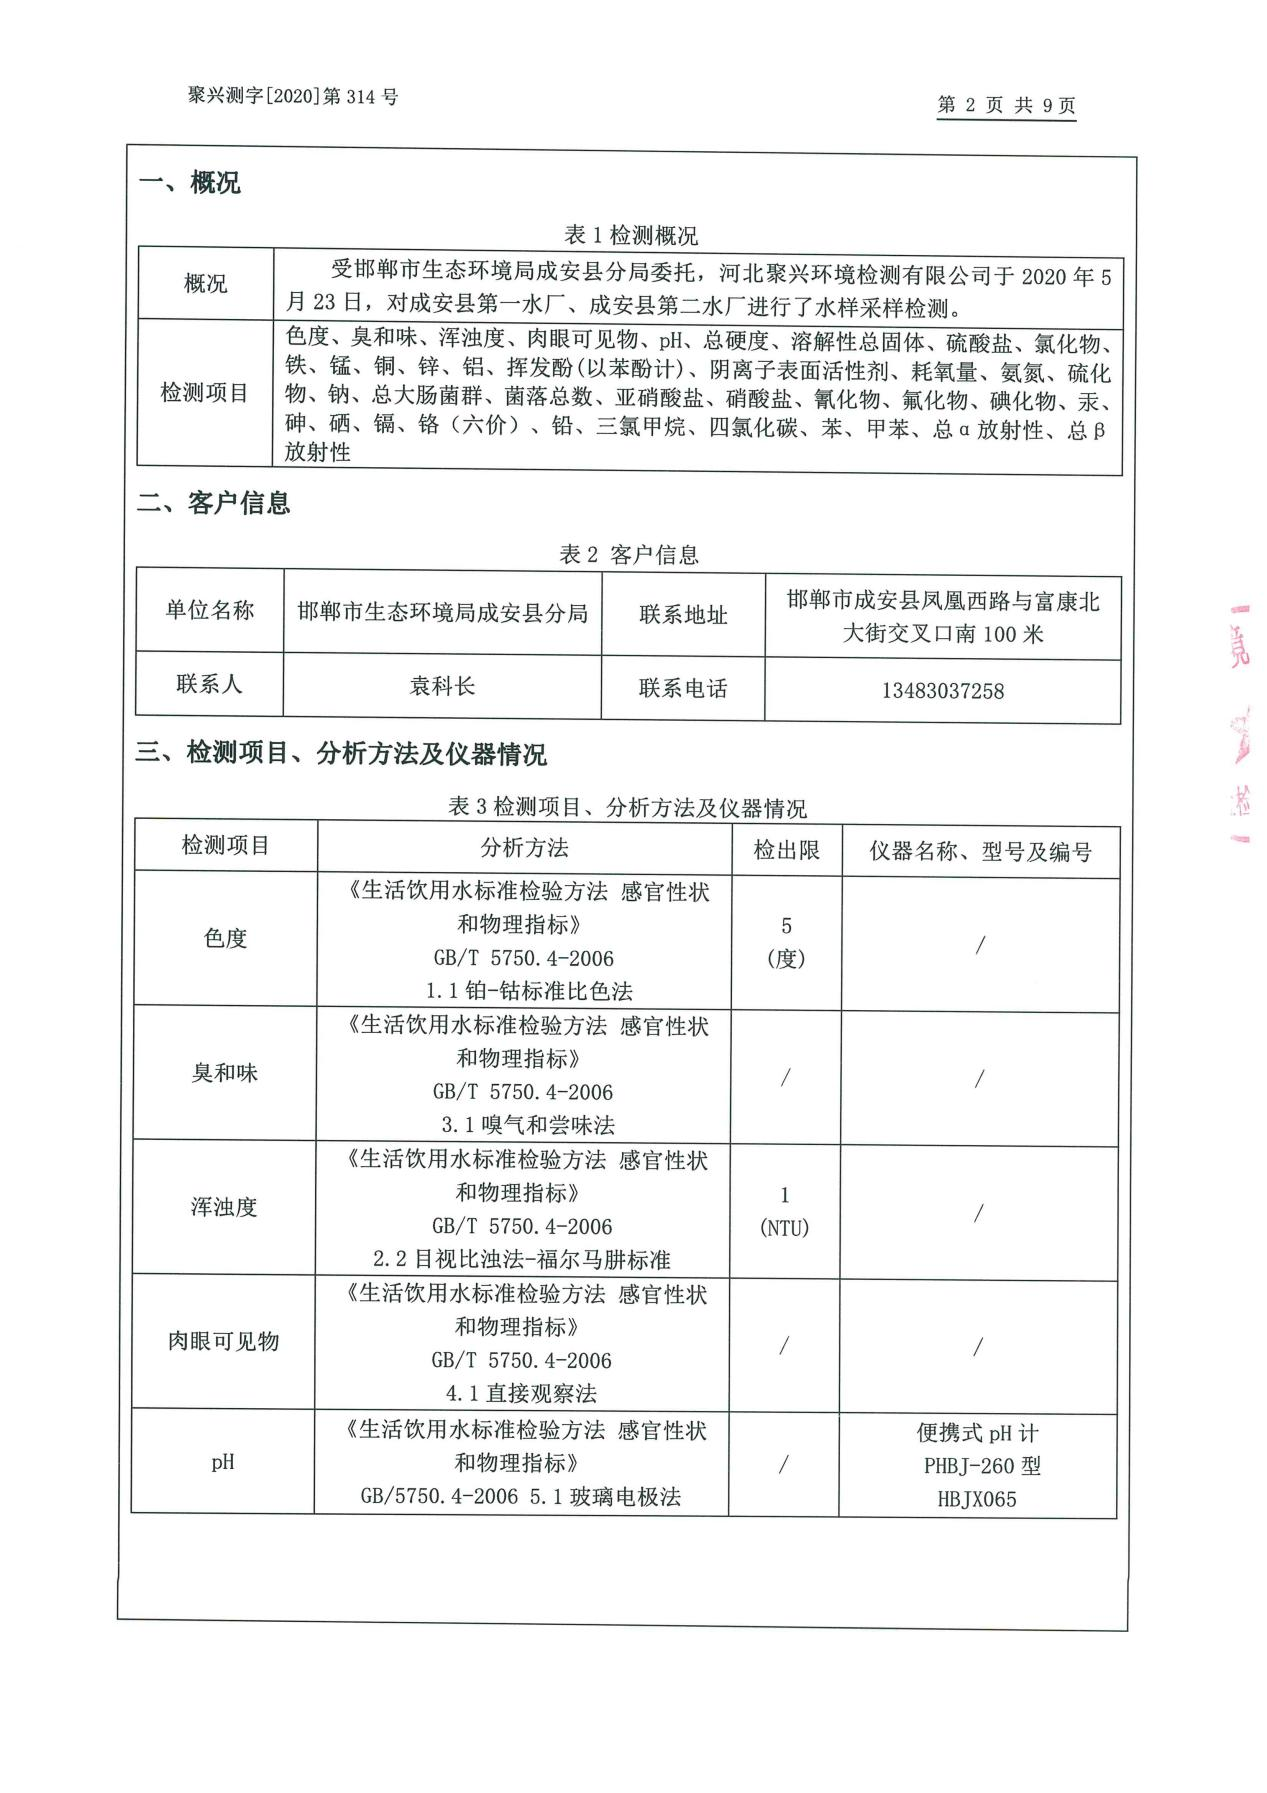 聚兴测字[2020]第 314 号
第 2 页 共 9 页
一、概况
表 1 检测概况
概况
受邯郸市生态环境局成安县分局委托，河北聚兴环境检测有限公司于 2020 年 5
月 23 日，对成安县第一水厂、成安县第二水厂进行了水样采样检测。
检测项目
色度、臭和味、浑浊度、肉眼可见物、pH、总硬度、溶解性总固体、硫酸盐、氯化物、
铁、锰、铜、锌、铝、挥发酚(以苯酚计)、阴离子表面活性剂、耗氧量、氨氮、硫化
物、钠、总大肠菌群、菌落总数、亚硝酸盐、硝酸盐、氰化物、氟化物、碘化物、汞、
砷、硒、镉、铬（六价）、铅、三氯甲烷、四氯化碳、苯、甲苯、总α放射性、总β
放射性
二、客户信息
表 2 客户信息
单位名称
邯郸市生态环境局成安县分局
联系地址
邯郸市成安县凤凰西路与富康北
大街交叉口南 100 米
联系人
袁科长
联系电话
13483037258
三、检测项目、分析方法及仪器情况
表 3 检测项目、分析方法及仪器情况
检测项目
分析方法
检出限
仪器名称、型号及编号
色度
《生活饮用水标准检验方法 感官性状
和物理指标》
GB/T 5750.4-2006
1.1 铂-钴标准比色法
5
(度)
/
臭和味
《生活饮用水标准检验方法 感官性状
和物理指标》
GB/T 5750.4-2006
3.1 嗅气和尝味法
/
/
浑浊度
《生活饮用水标准检验方法 感官性状
和物理指标》
GB/T 5750.4-2006
2.2 目视比浊法-福尔马肼标准
1
(NTU)
/
肉眼可见物
《生活饮用水标准检验方法 感官性状
和物理指标》
GB/T 5750.4-2006
4.1 直接观察法
/
/
pH
《生活饮用水标准检验方法 感官性状
和物理指标》
GB/5750.4-2006 5.1 玻璃电极法
/
便携式 pH 计
PHBJ-260 型
HBJX065